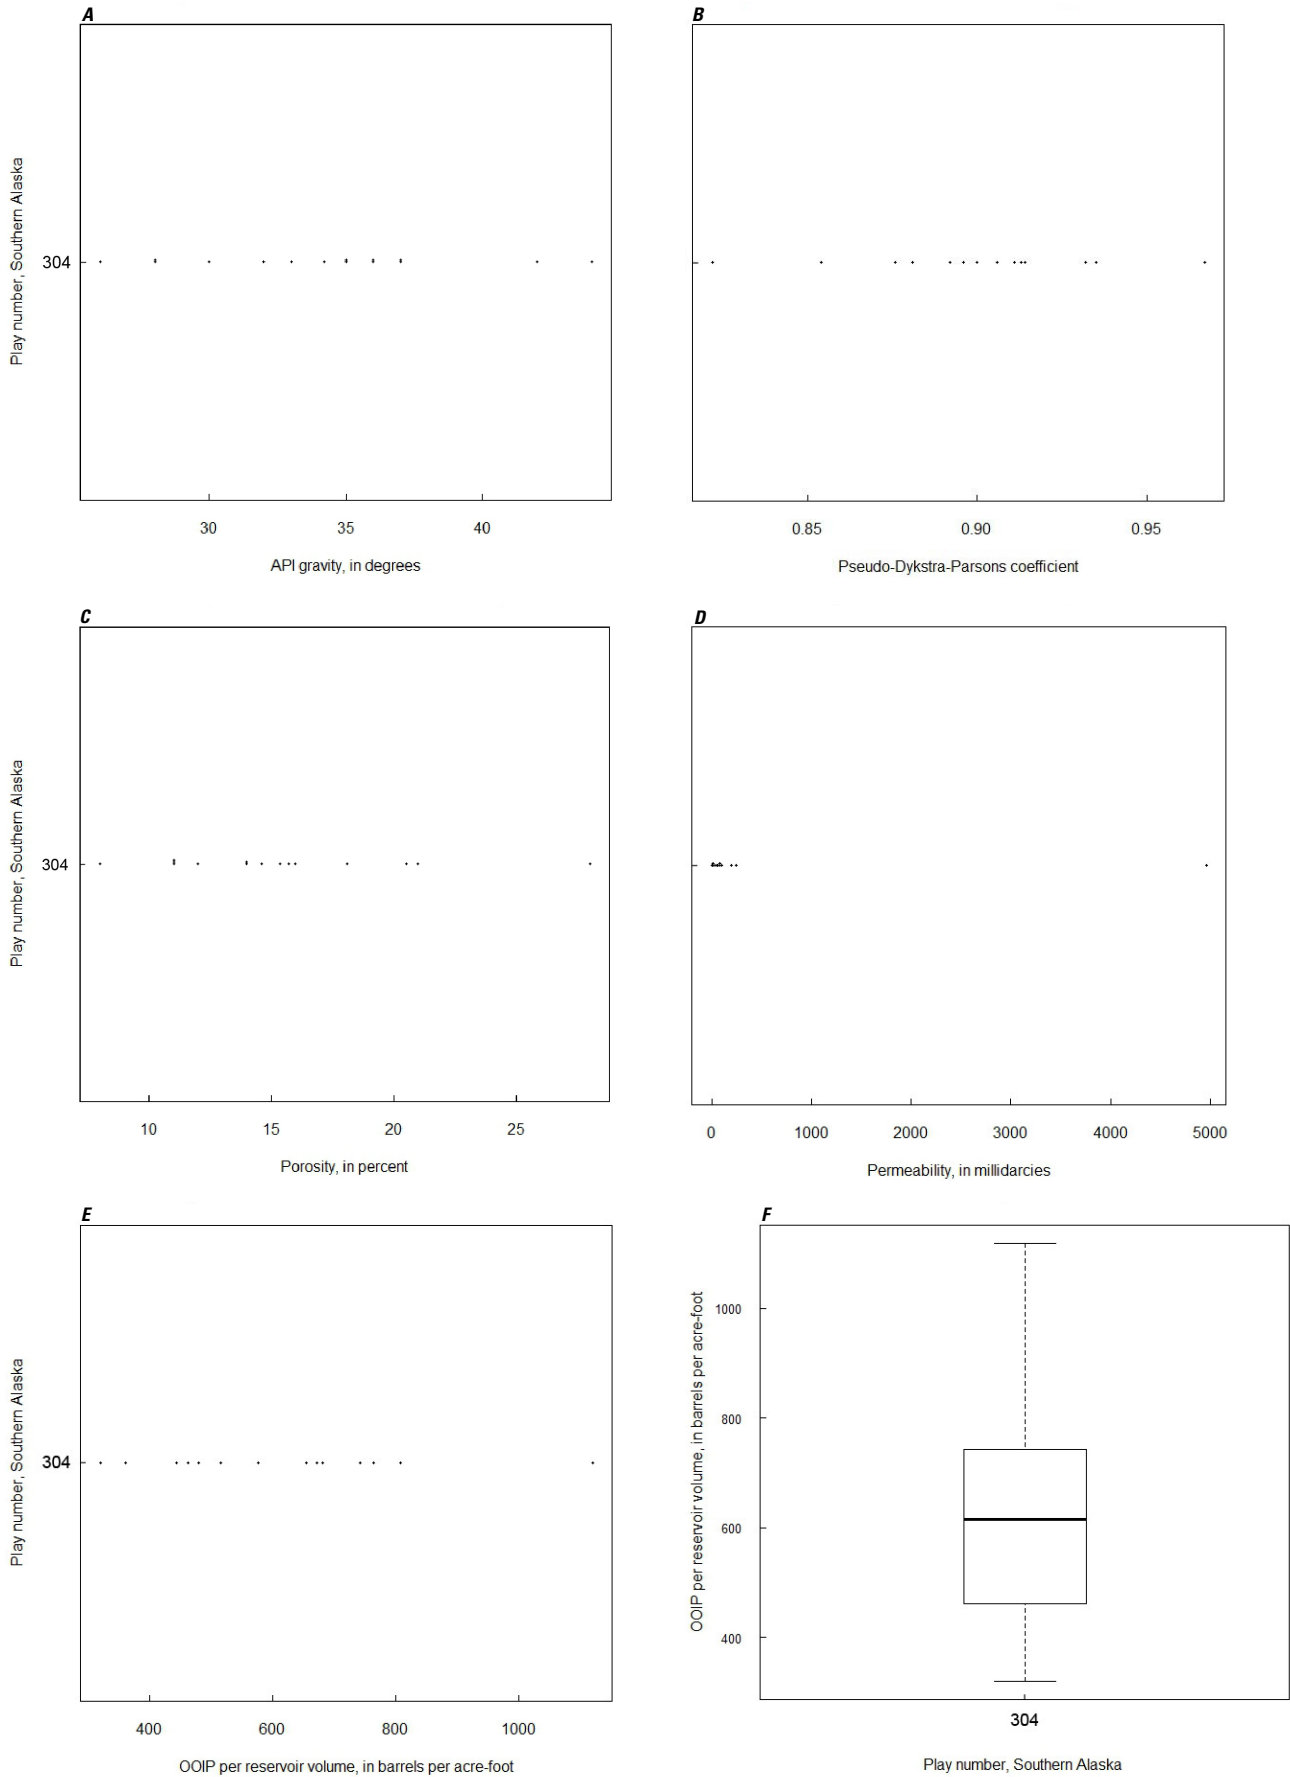 A
Play number, Southern Alaska
304
30 35 40
API gravity, in degrees
B
0.85 0.90 0.95
Pseudo-Dykstra-Parsons coefficient
C
Play number, Southern Alaska
304
10 15 20 25
Porosity, in percent
D
0 1000 2000 3000 4000 5000
Permeability, in millidarcies
E
Play number, Southern Alaska
304
400 600 800 1000
OOIP per reservoir volume, in barrels per acre-foot
F
OOIP per reservoir volume, in barrels per acre-foot
1000
800
600
400
304
Play number, Southern Alaska